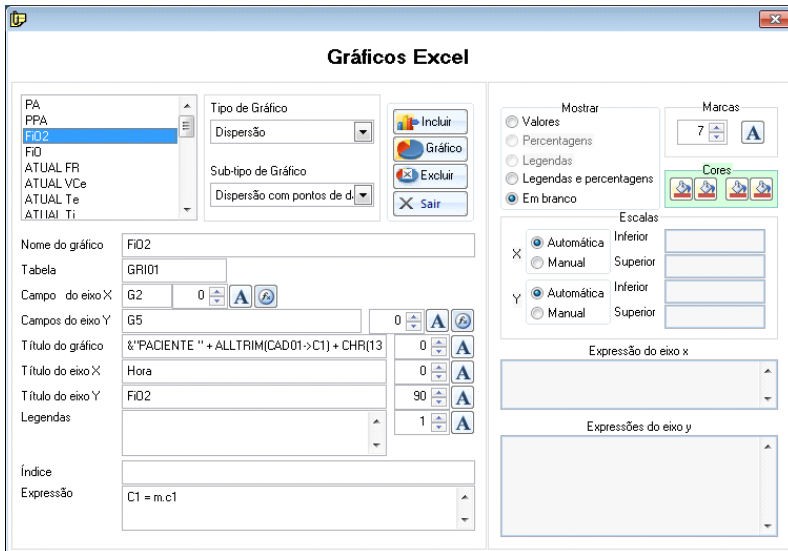 Gráficos Excel
PA
PPA
FiO2
FiO
ATUAL FR
ATUAL VCe
ATUAL Te
ATUAL Ti
Tipo de Gráfico
Dispersão
Sub-tipo de Gráfico
Dispersão com pontos de d
Incluir
Gráfico
Excluir
Sair
Nome do gráfico FiO2
Tabela GRI01
Campo do eixo X G2 0 A fx
Campos do eixo Y G5 0 A fx
Título do gráfico &"PACIENTE " + ALLTRIM(CAD01->C1) + CHR(13 0 A
Título do eixo X Hora 0 A
Título do eixo Y FiO2 90 A
Legendas 1 A
Índice
Expressão C1 = m.c1
Mostrar
Valores
Percentagens
Legendas
Legendas e percentagens
Em branco
Marcas
7 A
Cores
Escalas
X Automática Inferior
Manual Superior
Y Automática Inferior
Manual Superior
Expressão do eixo x
Expressões do eixo y